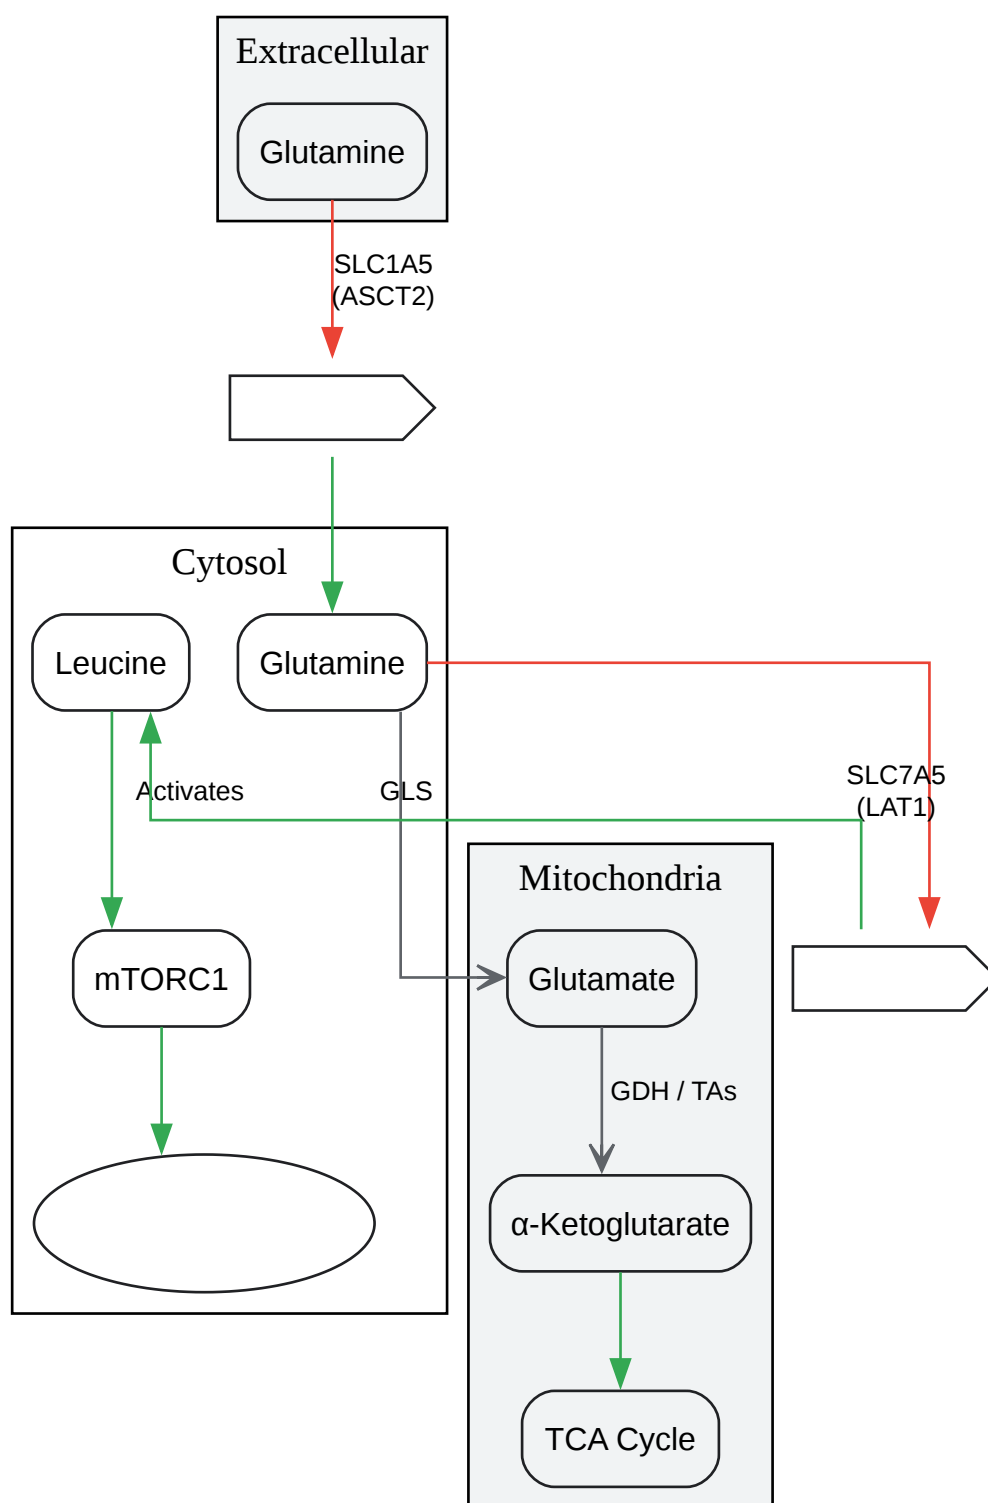 Extracellular
Glutamine
SLC1A5
(ASCT2)
Cytosol
Leucine
Glutamine
Activates
GLS
SLC7A5
(LAT1)
Mitochondria
mTORC1
Glutamate
GDH / TAs
α-Ketoglutarate
TCA Cycle